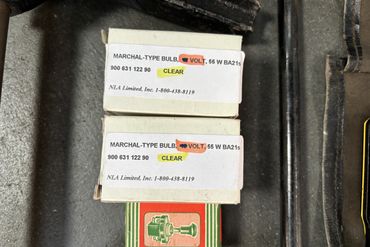 MARCHAL-TYPE BULB, VOLT, 55 W BA21s
900 631 122 90 CLEAR
NLA Limited, Inc. 1-800-438-8119
MARCHAL-TYPE BULB, VOLT, 55 W BA21s
900 631 122 90 CLEAR
NLA Limited, Inc. 1-800-438-8119